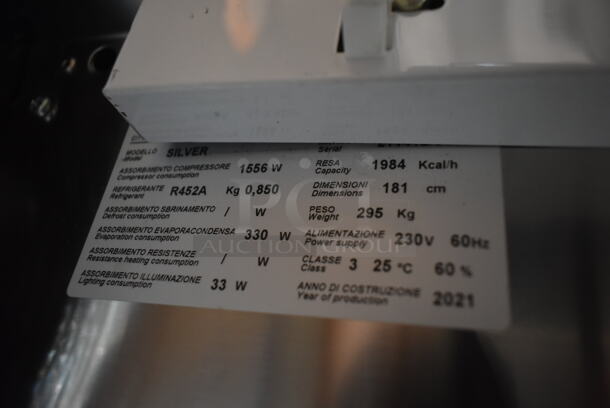 MODELLO SILVER Serial
Model
ASSORBIMENTO COMPRESSORE 1556 W RESA 1984 Kcal/h
Compressor consumption Capacity
REFRIGERANTE R452A Kg 0,850 DIMENSIONI 181 cm
Refrigerant Dimensions
ASSORBIMENTO SBRINAMENTO / W PESO 295 Kg
Defrost consumption Weight
ASSORBIMENTO EVAPORACONDENSA 330 W ALIMENTAZIONE 230V 60Hz
Evaporation consumption Power supply
ASSORBIMENTO RESISTENZE / W CLASSE 3 25 °C 60 %
Resistance heating consumption Class
ASSORBIMENTO ILLUMINAZIONE 33 W ANNO DI COSTRUZIONE 2021
Lighting consumption Year of production
PCI
AUCTION GROUP